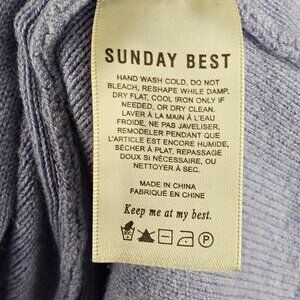 SUNDAY BEST
HAND WASH COLD, DO NOT
BLEACH, RESHAPE WHILE DAMP,
DRY FLAT, COOL IRON ONLY IF
NEEDED, OR DRY CLEAN.
LAVER À LA MAIN À L'EAU
FROIDE, NE PAS JAVELISER,
REMODELER PENDANT QUE
L'ARTICLE EST ENCORE HUMIDE,
SÉCHER À PLAT, REPASSAGE
DOUX SI NÉCESSAIRE, OU
NETTOYER À SEC.
MADE IN CHINA
FABRIQUÉ EN CHINE
Keep me at my best.
P